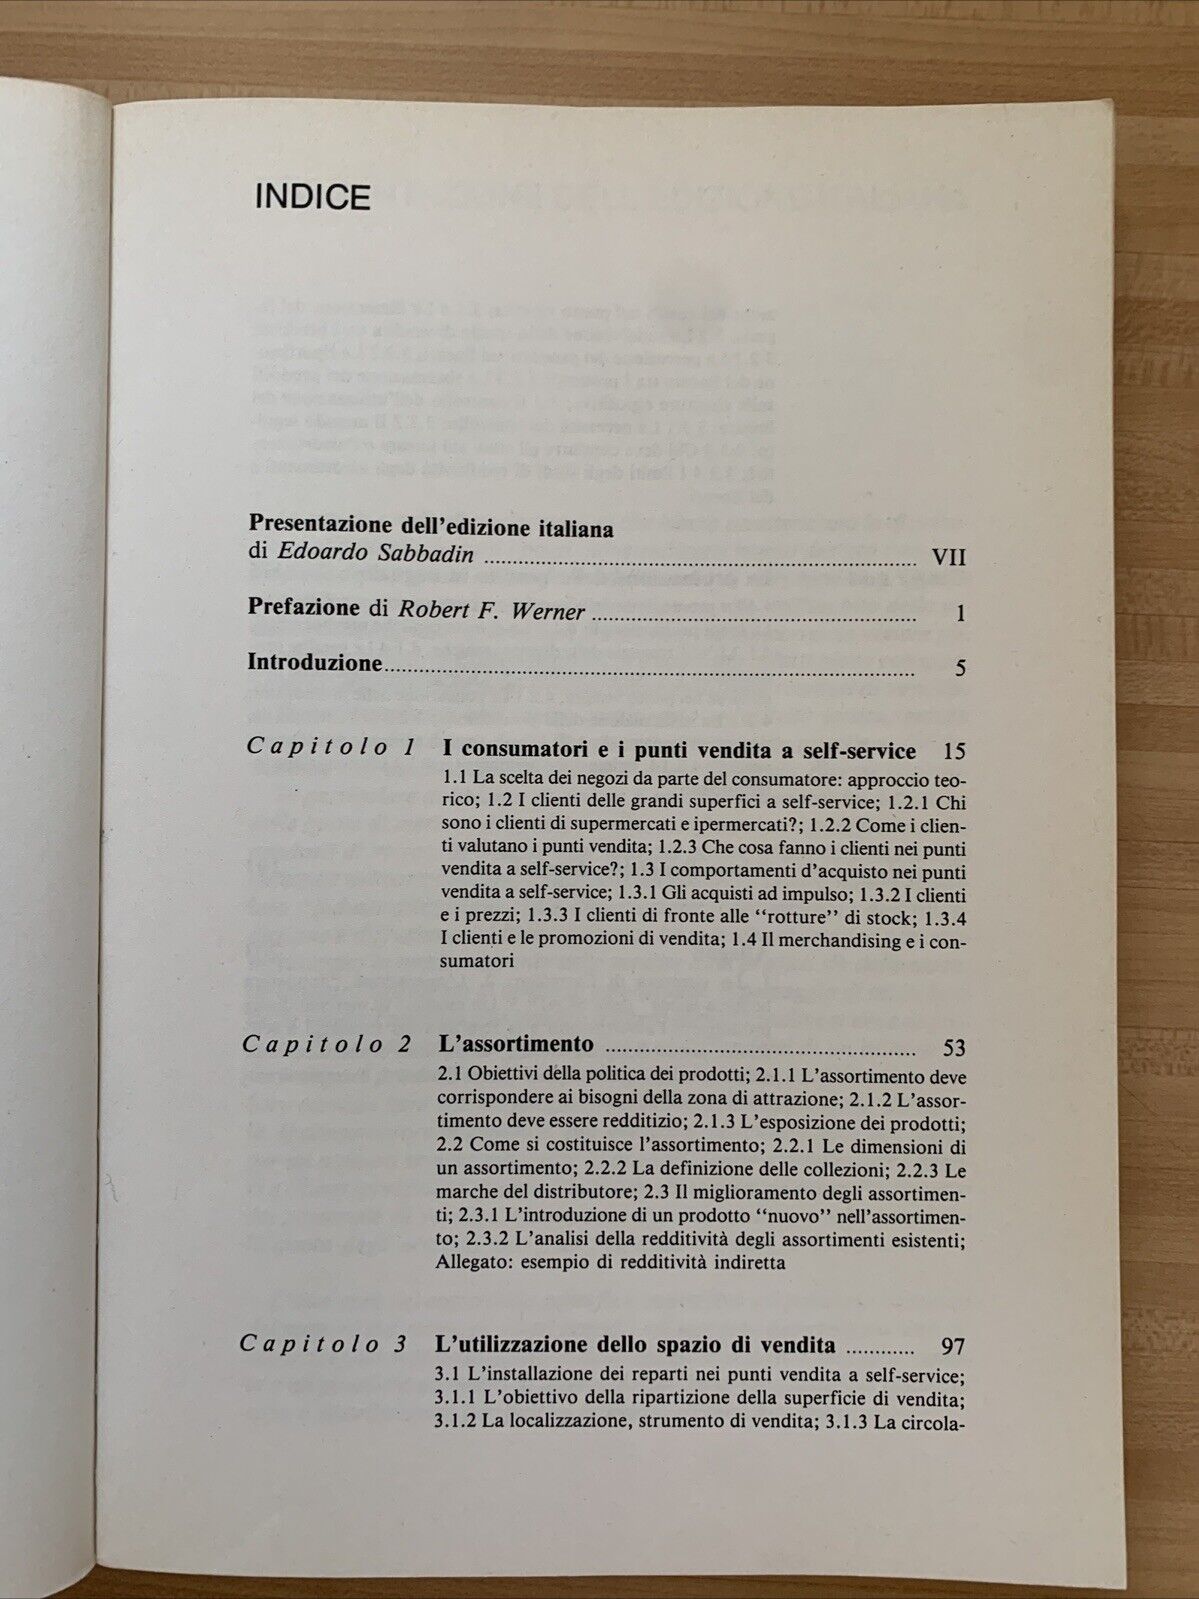 INDICE
Presentazione dell'edizione italiana
di Edoardo Sabbadin ........................................................................ VII
Prefazione di Robert F. Werner ...................................................... 1
Introduzione........................................................................................ 5
Capitolo 1 I consumatori e i punti vendita a self-service 15
1.1 La scelta dei negozi da parte del consumatore: approccio teo-
rico; 1.2 I clienti delle grandi superfici a self-service; 1.2.1 Chi
sono i clienti di supermercati e ipermercati?; 1.2.2 Come i clien-
ti valutano i punti vendita; 1.2.3 Che cosa fanno i clienti nei punti
vendita a self-service?; 1.3 I comportamenti d'acquisto nei punti
vendita a self-service; 1.3.1 Gli acquisti ad impulso; 1.3.2 I clienti
e i prezzi; 1.3.3 I clienti di fronte alle "rotture" di stock; 1.3.4
I clienti e le promozioni di vendita; 1.4 Il merchandising e i con-
sumatori
Capitolo 2 L'assortimento ..................................................... 53
2.1 Obiettivi della politica dei prodotti; 2.1.1 L'assortimento deve
corrispondere ai bisogni della zona di attrazione; 2.1.2 L'assor-
timento deve essere redditizio; 2.1.3 L'esposizione dei prodotti;
2.2 Come si costituisce l'assortimento; 2.2.1 Le dimensioni di
un assortimento; 2.2.2 La definizione delle collezioni; 2.2.3 Le
marche del distributore; 2.3 Il miglioramento degli assortimen-
ti; 2.3.1 L'introduzione di un prodotto "nuovo" nell'assortimen-
to; 2.3.2 L'analisi della redditività degli assortimenti esistenti;
Allegato: esempio di redditività indiretta
Capitolo 3 L'utilizzazione dello spazio di vendita ............ 97
3.1 L'installazione dei reparti nei punti vendita a self-service;
3.1.1 L'obiettivo della ripartizione della superficie di vendita;
3.1.2 La localizzazione, strumento di vendita; 3.1.3 La circola-